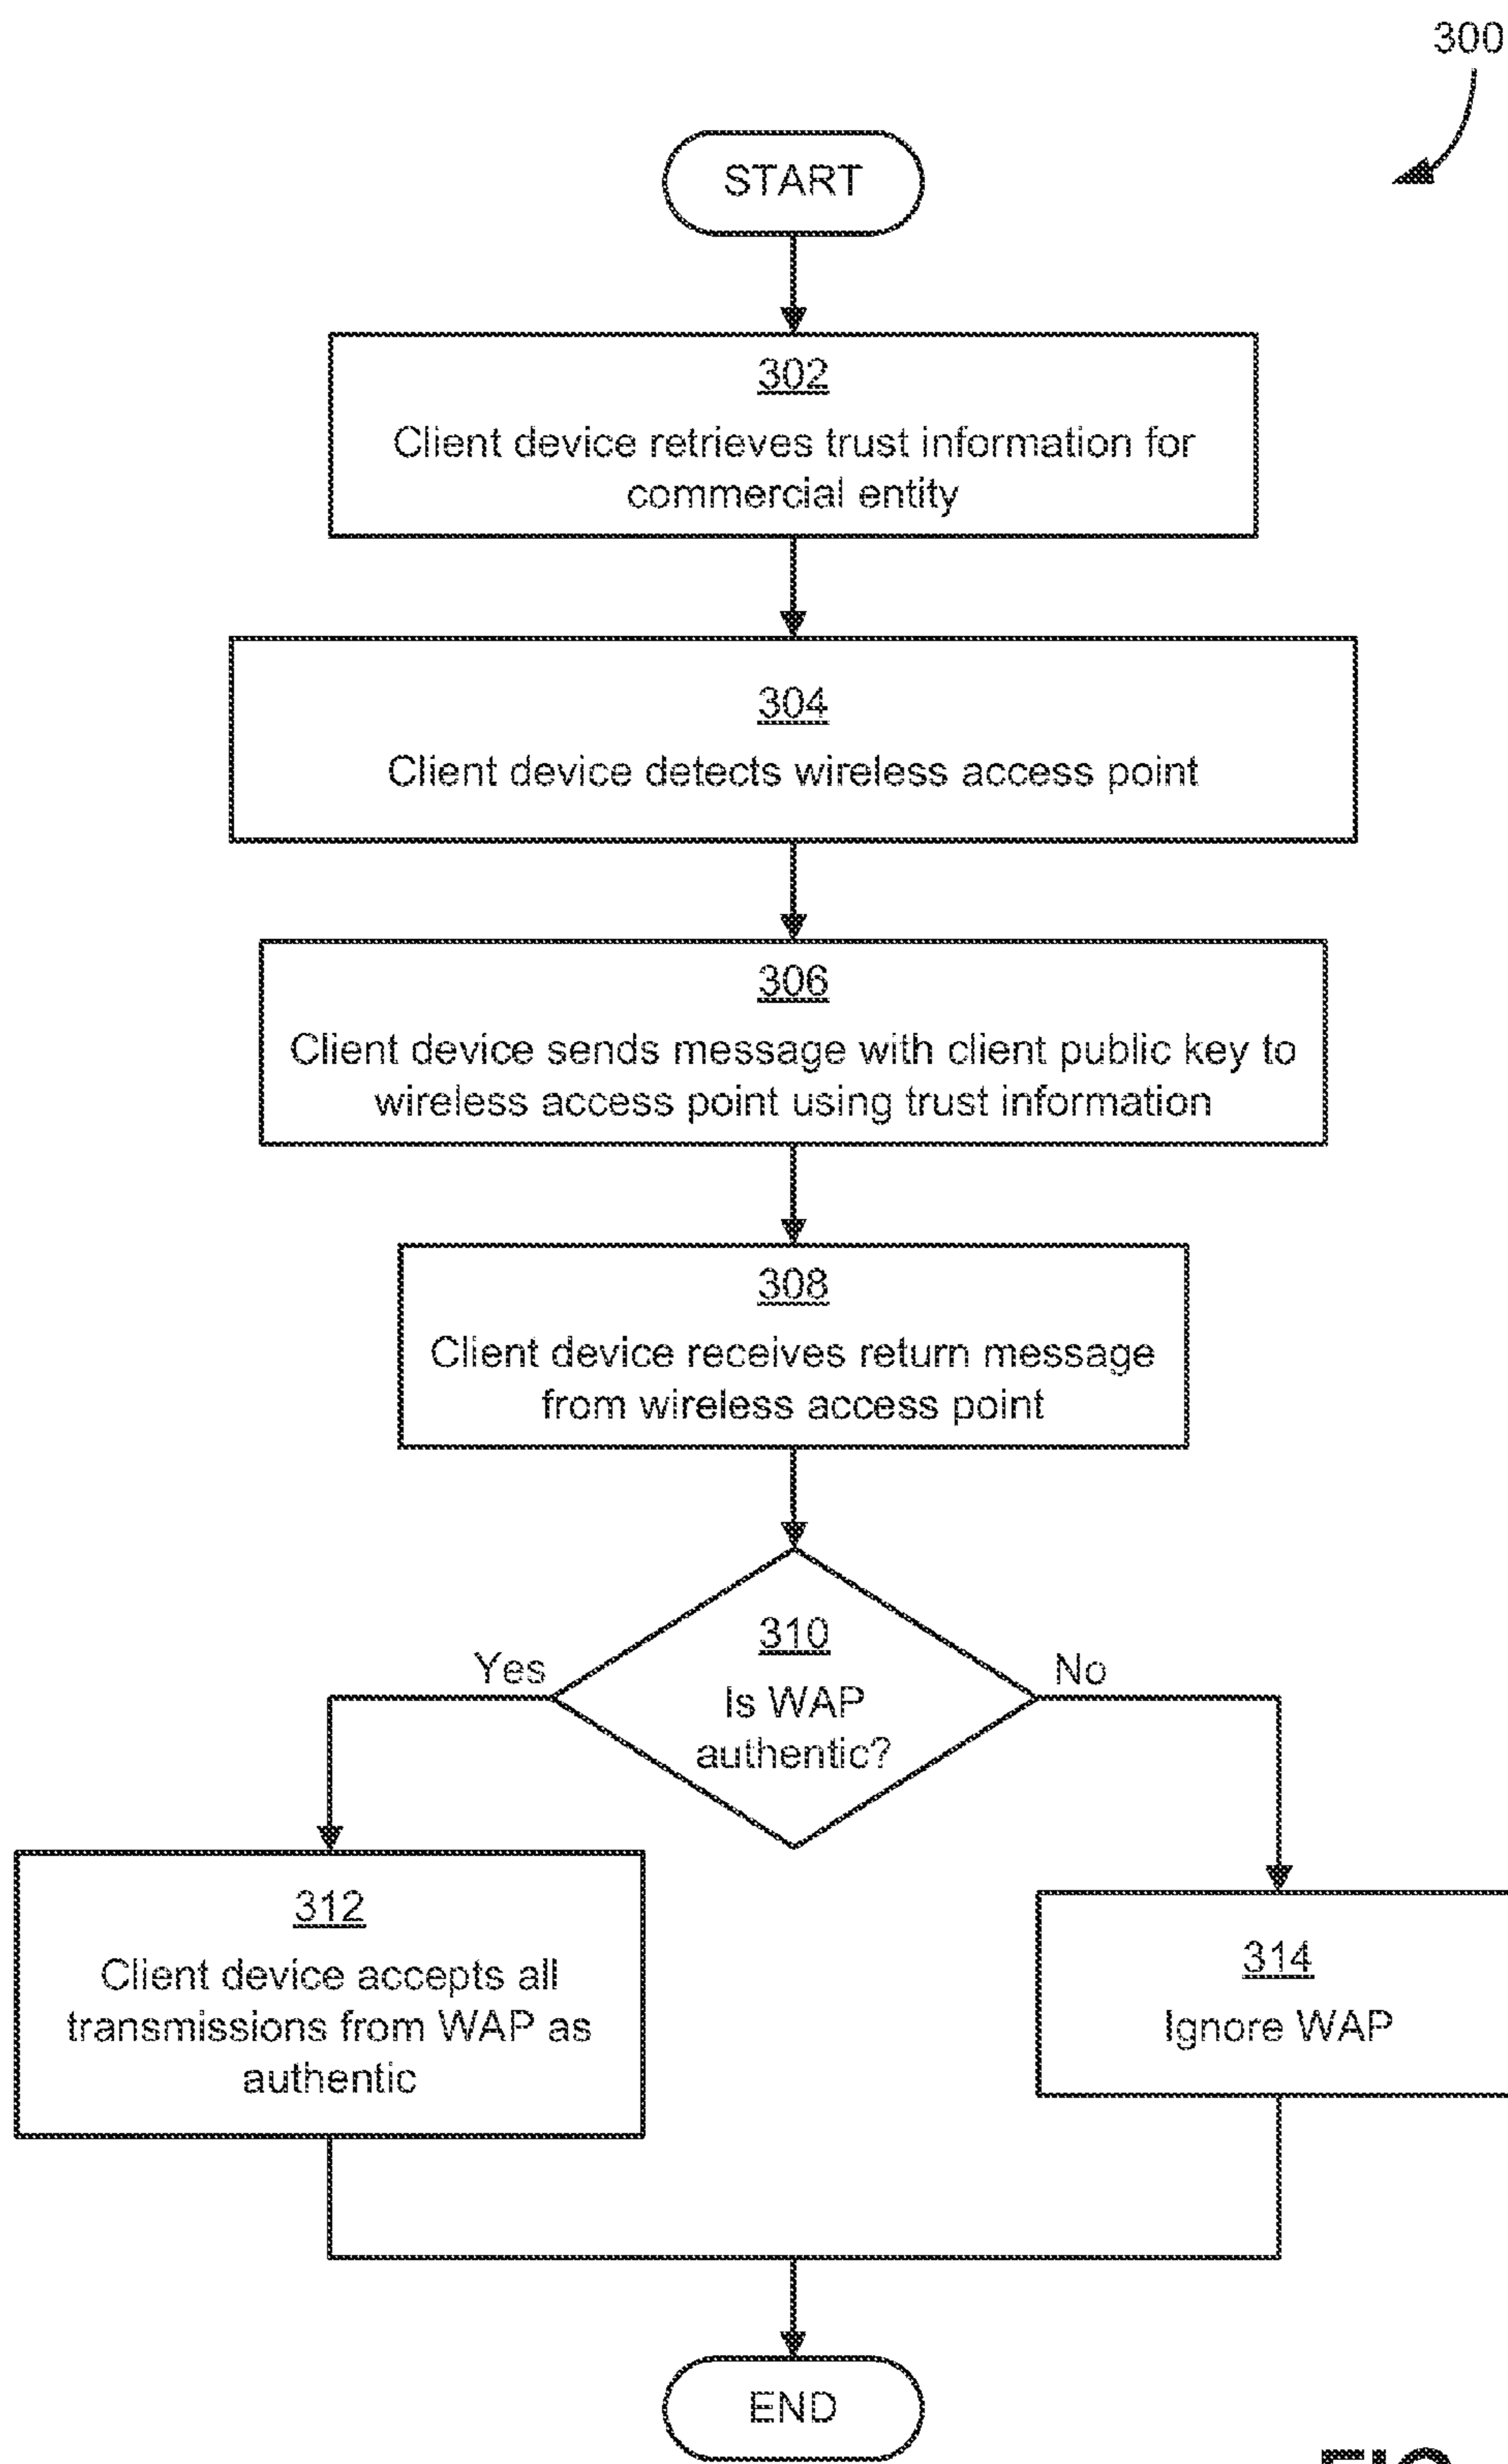 300
START
302
Client device retrieves trust information for
commercial entity
304
Client device detects wireless access point
306
Client device sends message with client public key to
wireless access point using trust information
308
Client device receives return message
from wireless access point
310
Is WAP
authentic?
Yes
No
312
Client device accepts all
transmissions from WAP as
authentic
314
Ignore WAP
END